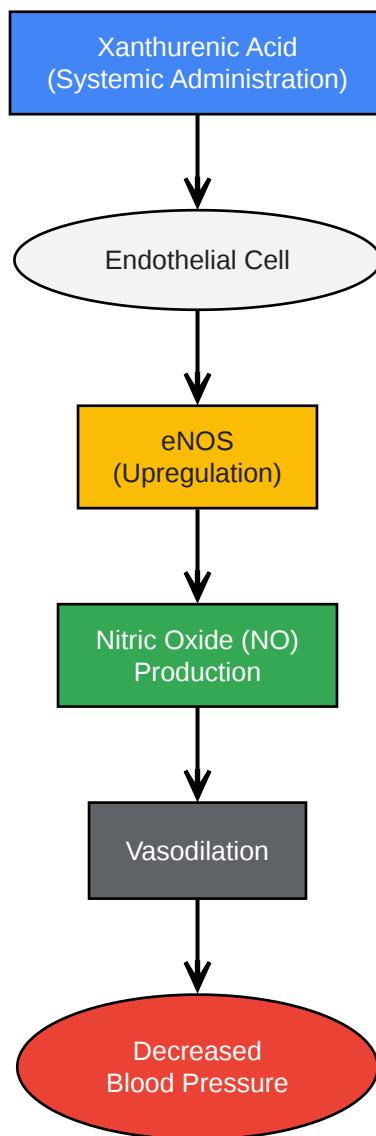 Xanthurenic Acid
(Systemic Administration)
Endothelial Cell
eNOS
(Upregulation)
Nitric Oxide (NO)
Production
Vasodilation
Decreased
Blood Pressure